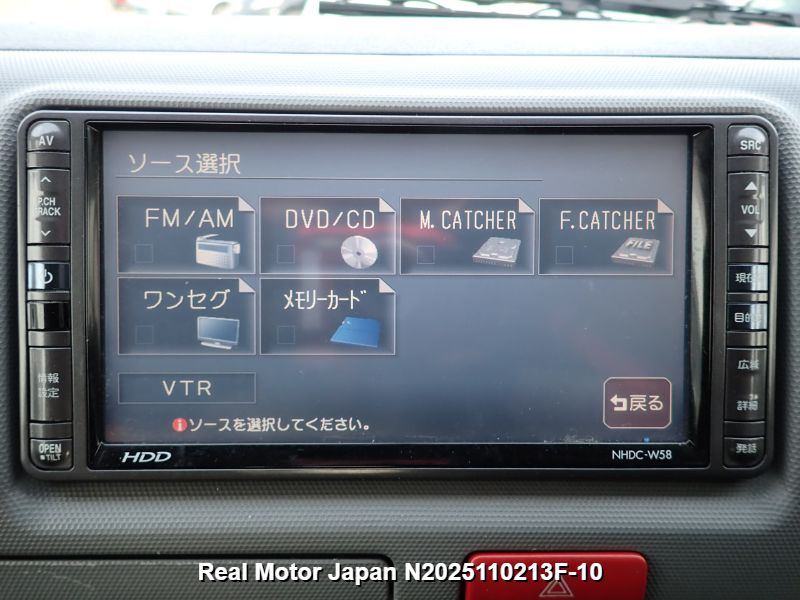 AV
P.CH
TRACK
情報
設定
OPEN
TILT
ソース選択
FM/AM
DVD/CD
M.CATCHER
F.CATCHER
FILE
ワンセグ
ﾒﾓﾘｰｶｰﾄﾞ
VTR
戻る
ソースを選択してください。
HDD
NHDC-W58
SRC
VOL
現在
目的
広域
詳細
発話
Real Motor Japan N2025110213F-10